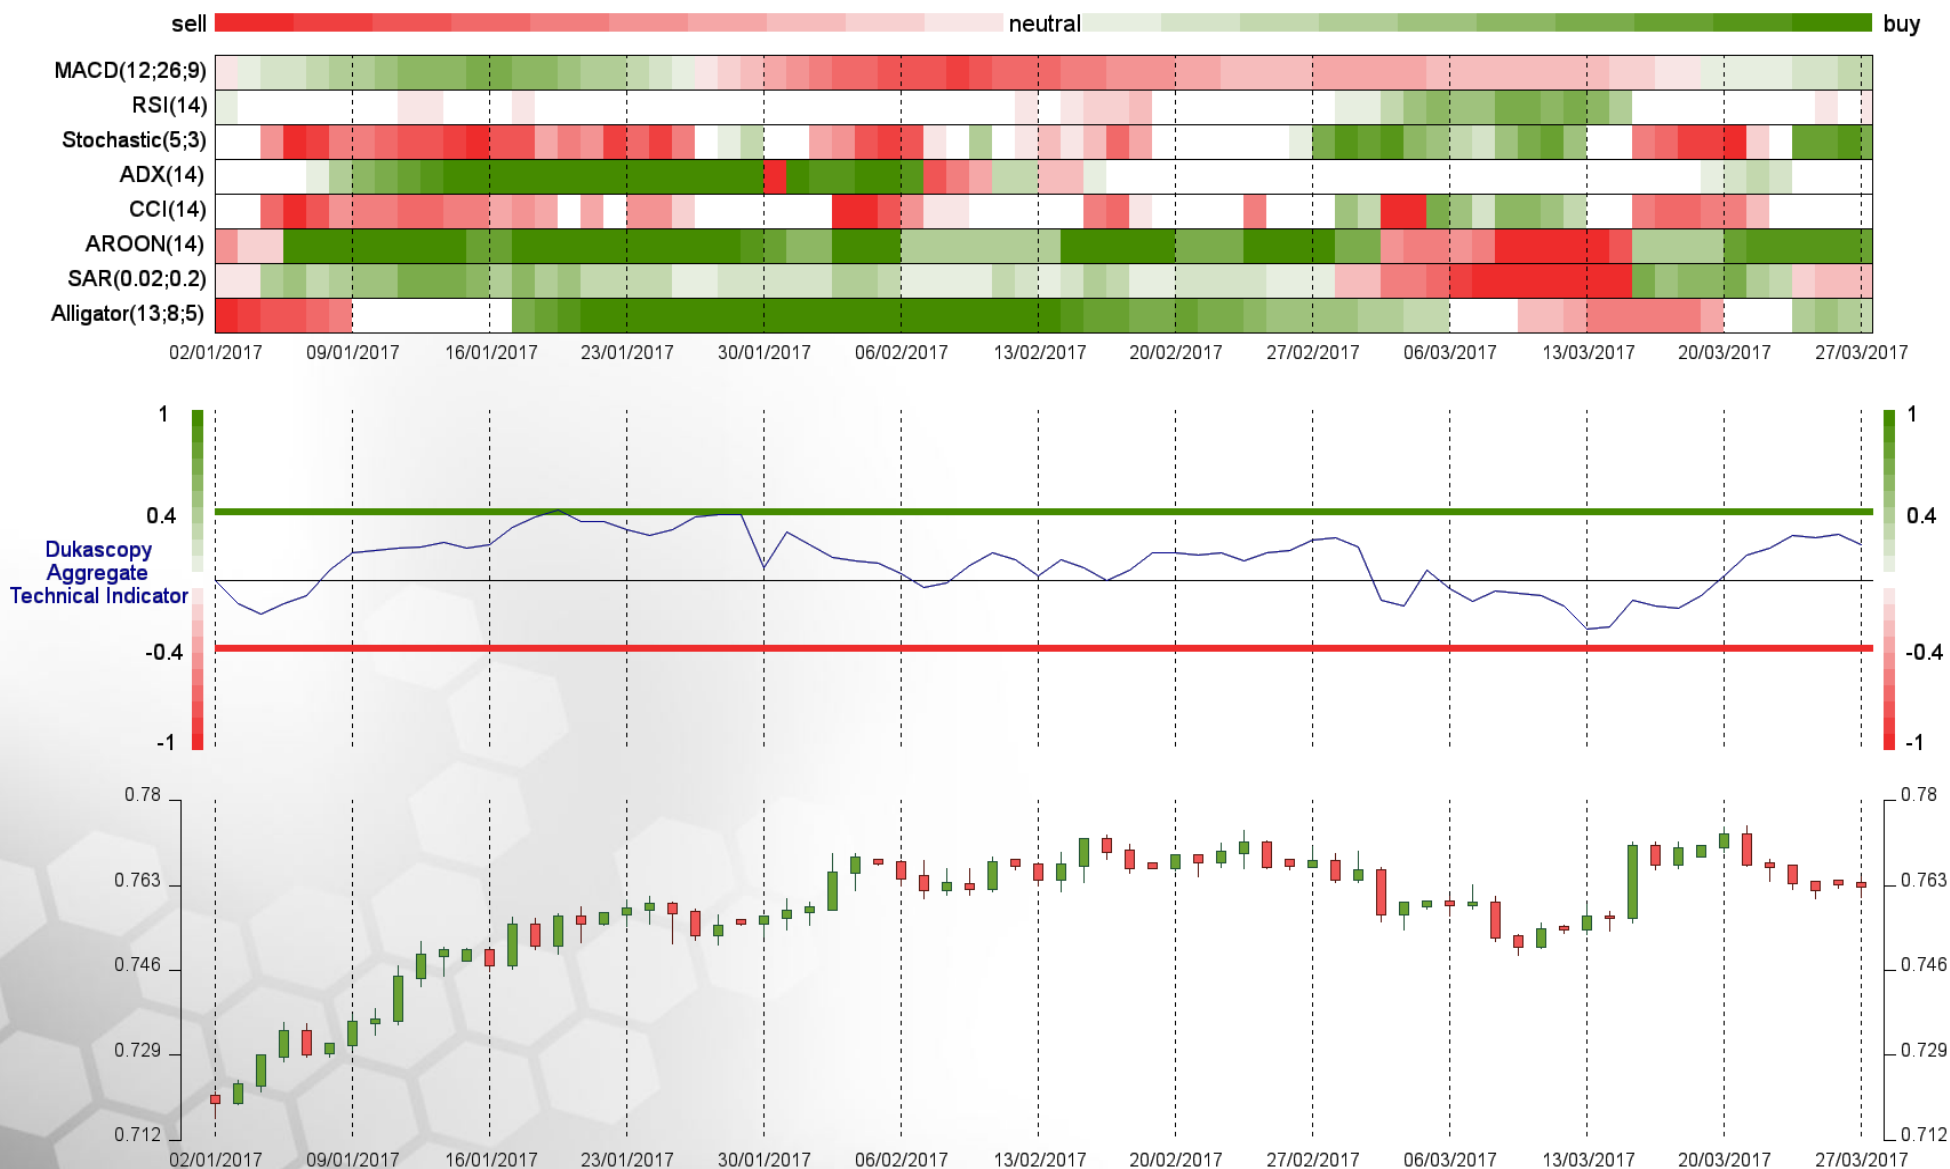 sell neutral buy
MACD(12;26;9)
RSI(14)
Stochastic(5;3)
ADX(14)
CCI(14)
AROON(14)
SAR(0.02;0.2)
Alligator(13;8;5)
02/01/2017 09/01/2017 16/01/2017 23/01/2017 30/01/2017 06/02/2017 13/02/2017 20/02/2017 27/02/2017 06/03/2017 13/03/2017 20/03/2017 27/03/2017
1 1
0.4 0.4
Dukascopy
Aggregate
Technical Indicator
-0.4 -0.4
-1 -1
0.78 0.78
0.763 0.763
0.746 0.746
0.729 0.729
0.712 0.712
02/01/2017 09/01/2017 16/01/2017 23/01/2017 30/01/2017 06/02/2017 13/02/2017 20/02/2017 27/02/2017 06/03/2017 13/03/2017 20/03/2017 27/03/2017